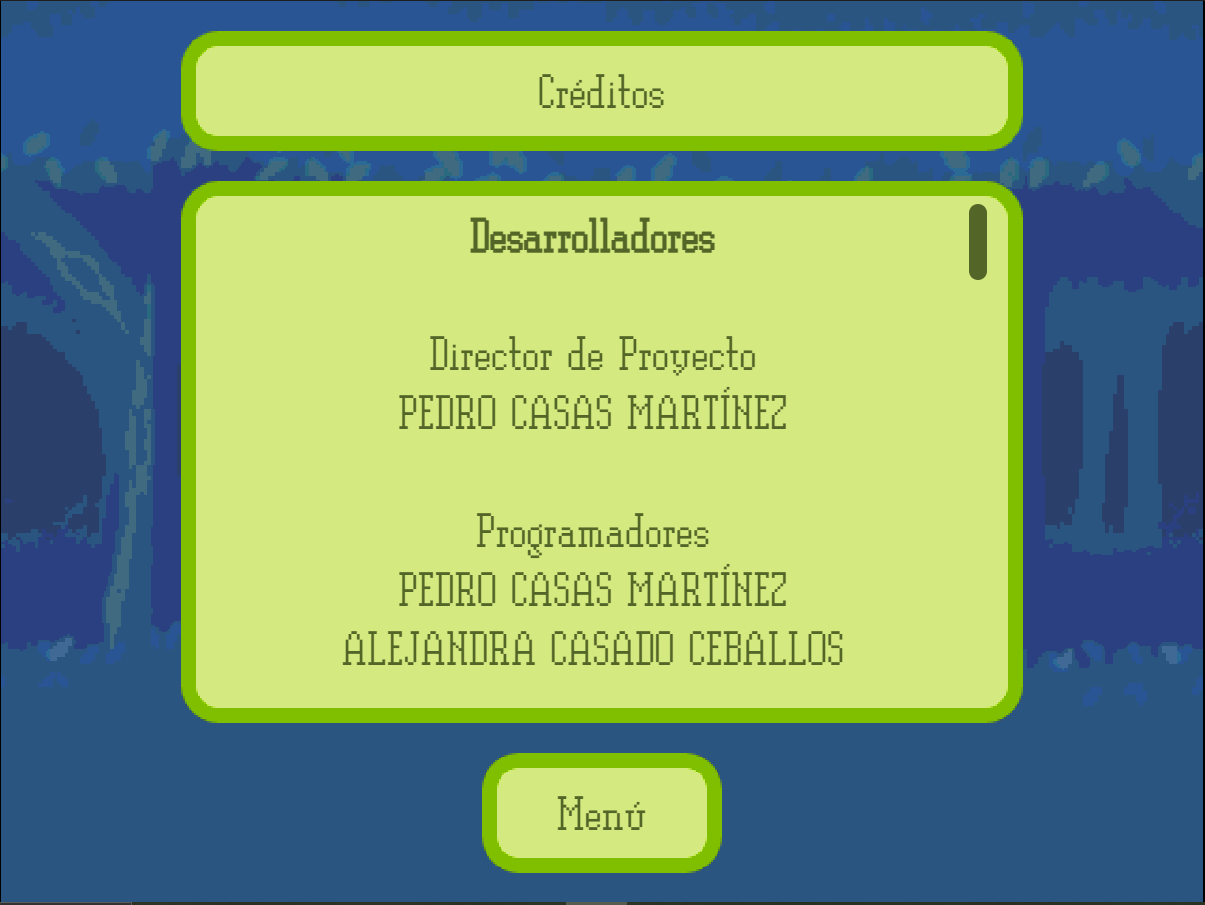 Créditos
Desarrolladores
Director de Proyecto
PEDRO CASAS MARTÍNEZ
Programadores
PEDRO CASAS MARTÍNEZ
ALEJANDRA CASADO CEBALLOS
Menú